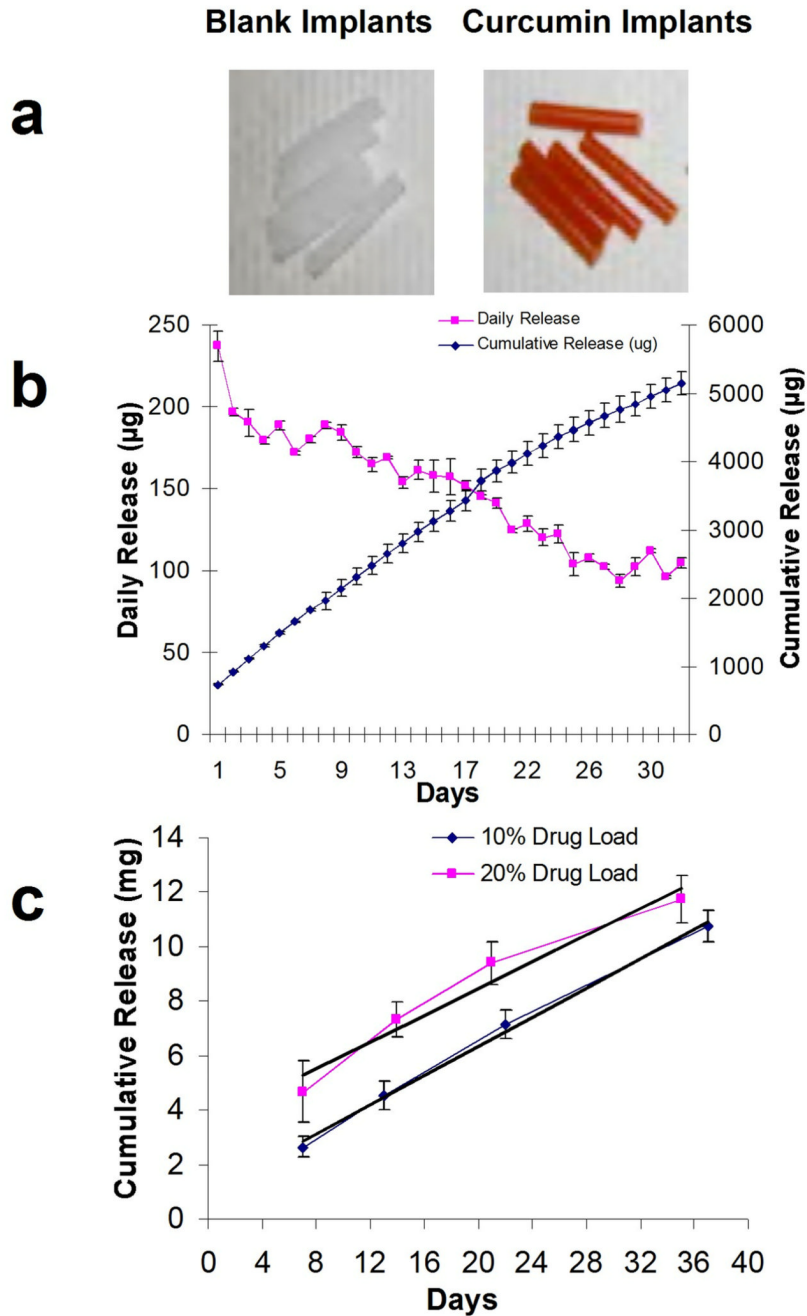 Blank Implants Curcumin Implants
a
b
Daily Release
Cumulative Release (ug)
250
200
150
100
50
0
Daily Release (µg)
6000
5000
4000
3000
2000
1000
0
Cumulative Release (µg)
1 5 9 13 17 22 26 30
Days
c
10% Drug Load
20% Drug Load
14
12
10
8
6
4
2
0
Cumulative Release (mg)
0 4 8 12 16 20 24 28 32 36 40
Days